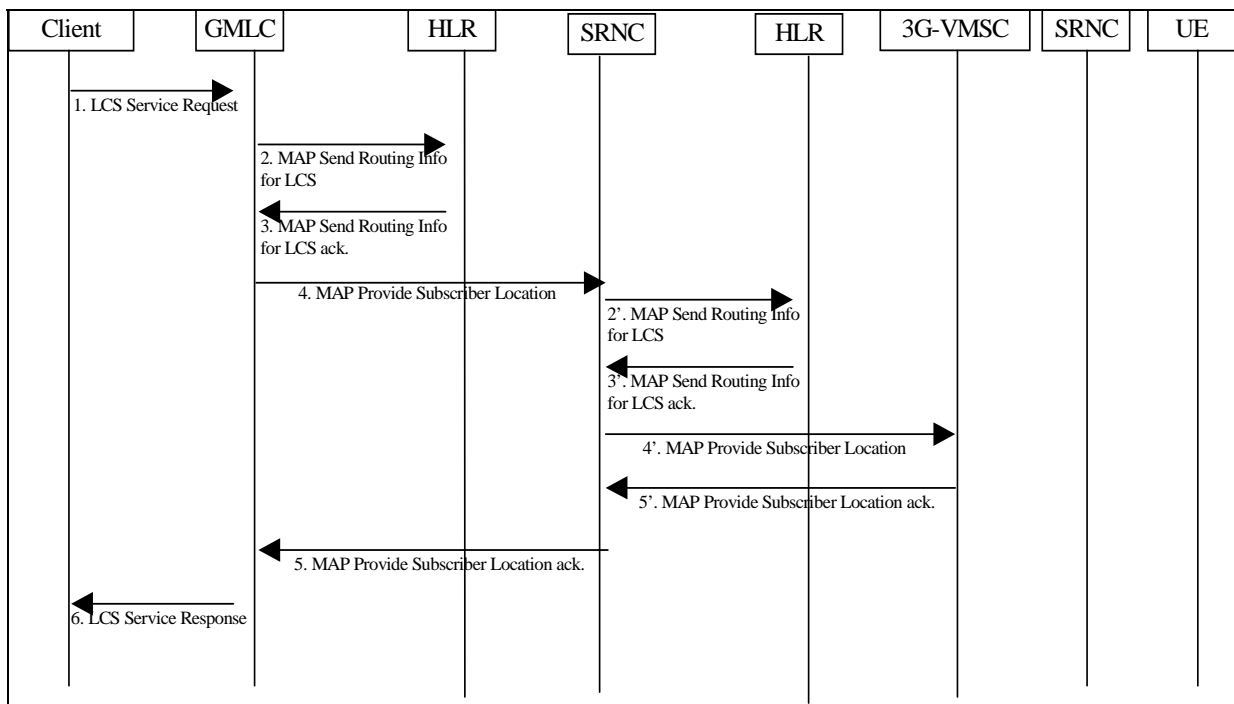 Client GMLC HLR SRNC HLR 3G-VMSC SRNC UE
1. LCS Service Request
2. MAP Send Routing Info
for LCS
3. MAP Send Routing Info
for LCS ack.
4. MAP Provide Subscriber Location
2’. MAP Send Routing Info
for LCS
3’. MAP Send Routing Info
for LCS ack.
4’. MAP Provide Subscriber Location
5’. MAP Provide Subscriber Location ack.
5. MAP Provide Subscriber Location ack.
6. LCS Service Response